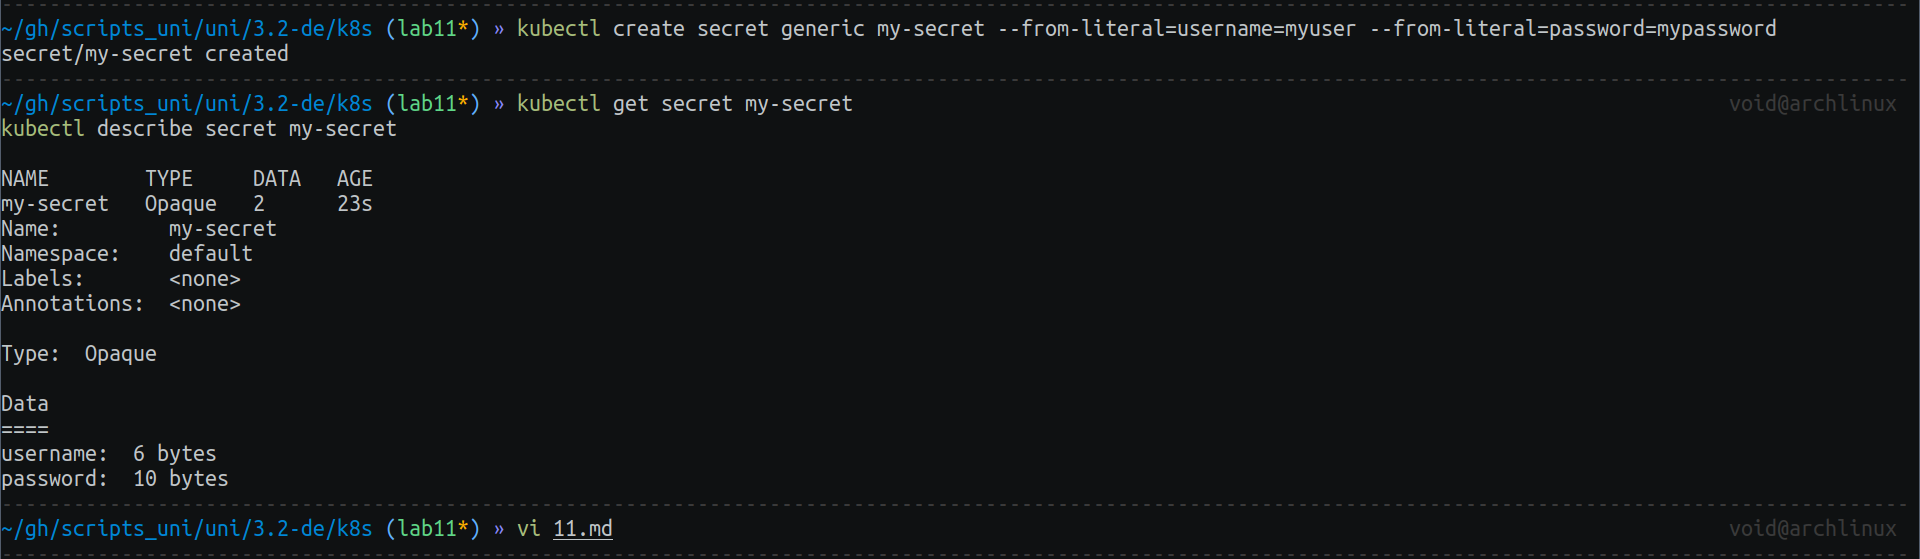 ~/gh/scripts_uni/uni/3.2-de/k8s (lab11*) » kubectl create secret generic my-secret --from-literal=username=myuser --from-literal=password=mypassword
secret/my-secret created
~/gh/scripts_uni/uni/3.2-de/k8s (lab11*) » kubectl get secret my-secret void@archlinux
kubectl describe secret my-secret
NAME TYPE DATA AGE
my-secret Opaque 2 23s
Name: my-secret
Namespace: default
Labels: <none>
Annotations: <none>
Type: Opaque
Data
====
username: 6 bytes
password: 10 bytes
~/gh/scripts_uni/uni/3.2-de/k8s (lab11*) » vi 11.md void@archlinux